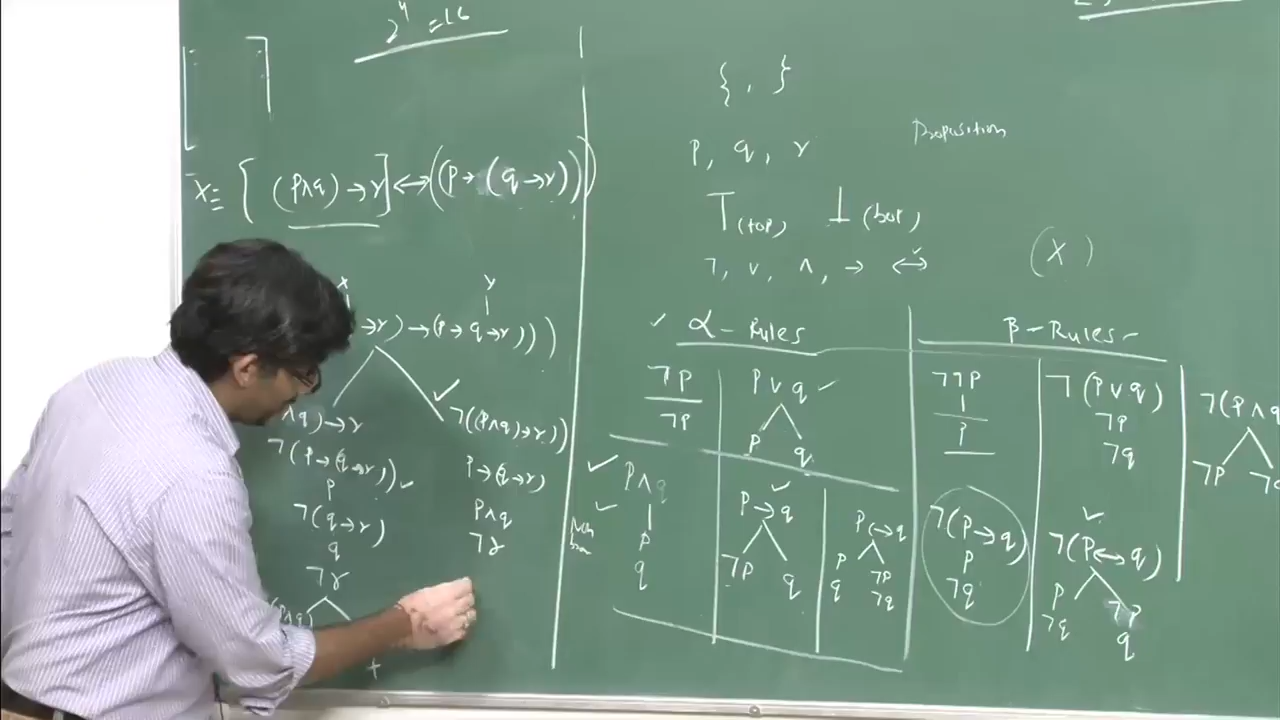 2⁴ = 16
X ≡ [ (P∧q) → r ] ↔ (P → (q → r)))
X
→r) → (P → q → r)))
∧q) → r
¬(P → (q → r)) ✓
P
¬(q → r)
q
¬r
(P∧q)
+
Y
✓ ¬((P∧q) → r))
P → (q → r)
P∧q
¬r
{ , }
P, q, r
Proposition
⊤ (top) ⊥ (bot)
¬, ∨, ∧, → ↔ ✓
(X)
✓ α - Rules
¬P
¬P
P∨q ✓
P q
✓ P∧q
✓
P
q
P → q ✓
¬P q
P ↔ q
P ¬P
q ¬q
β - Rules
¬¬P
P
¬(P∨q)
¬P
¬q
¬(P∧q
¬P ¬q
¬(P → q)
P
¬q
✓
¬(P ↔ q)
P ¬P
¬q q